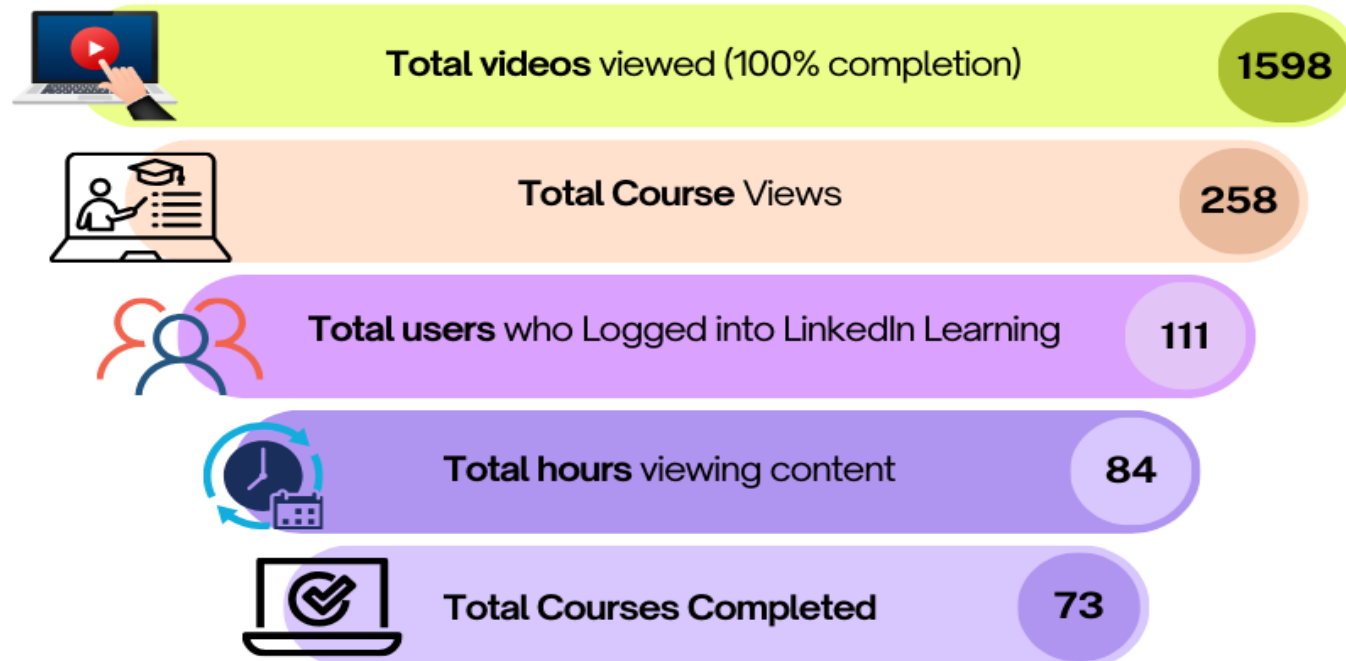 Total videos viewed (100% completion) 1598
Total Course Views 258
Total users who Logged into LinkedIn Learning 111
Total hours viewing content 84
Total Courses Completed 73